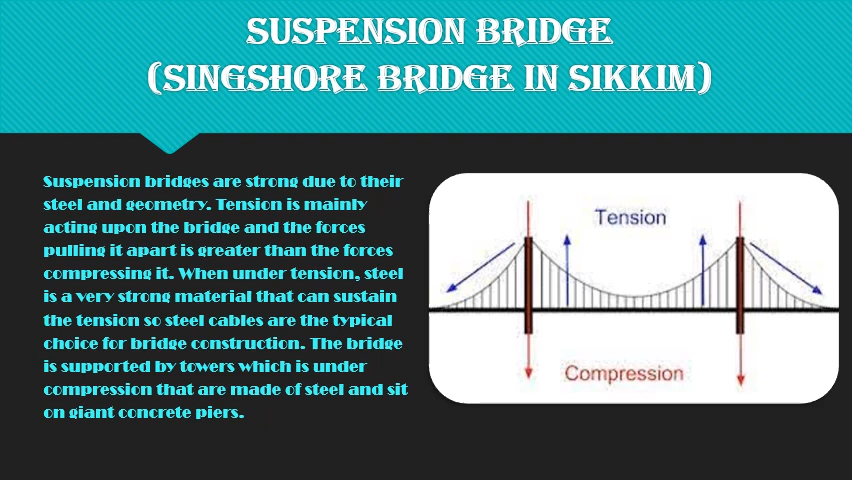 SUSPENSION BRIDGE
(SINGSHORE BRIDGE IN SIKKIM)
Suspension bridges are strong due to their
steel and geometry. Tension is mainly
acting upon the bridge and the forces
pulling it apart is greater than the forces
compressing it. When under tension, steel
is a very strong material that can sustain
the tension so steel cables are the typical
choice for bridge construction. The bridge
is supported by towers which is under
compression that are made of steel and sit
on giant concrete piers.
Tension
Compression